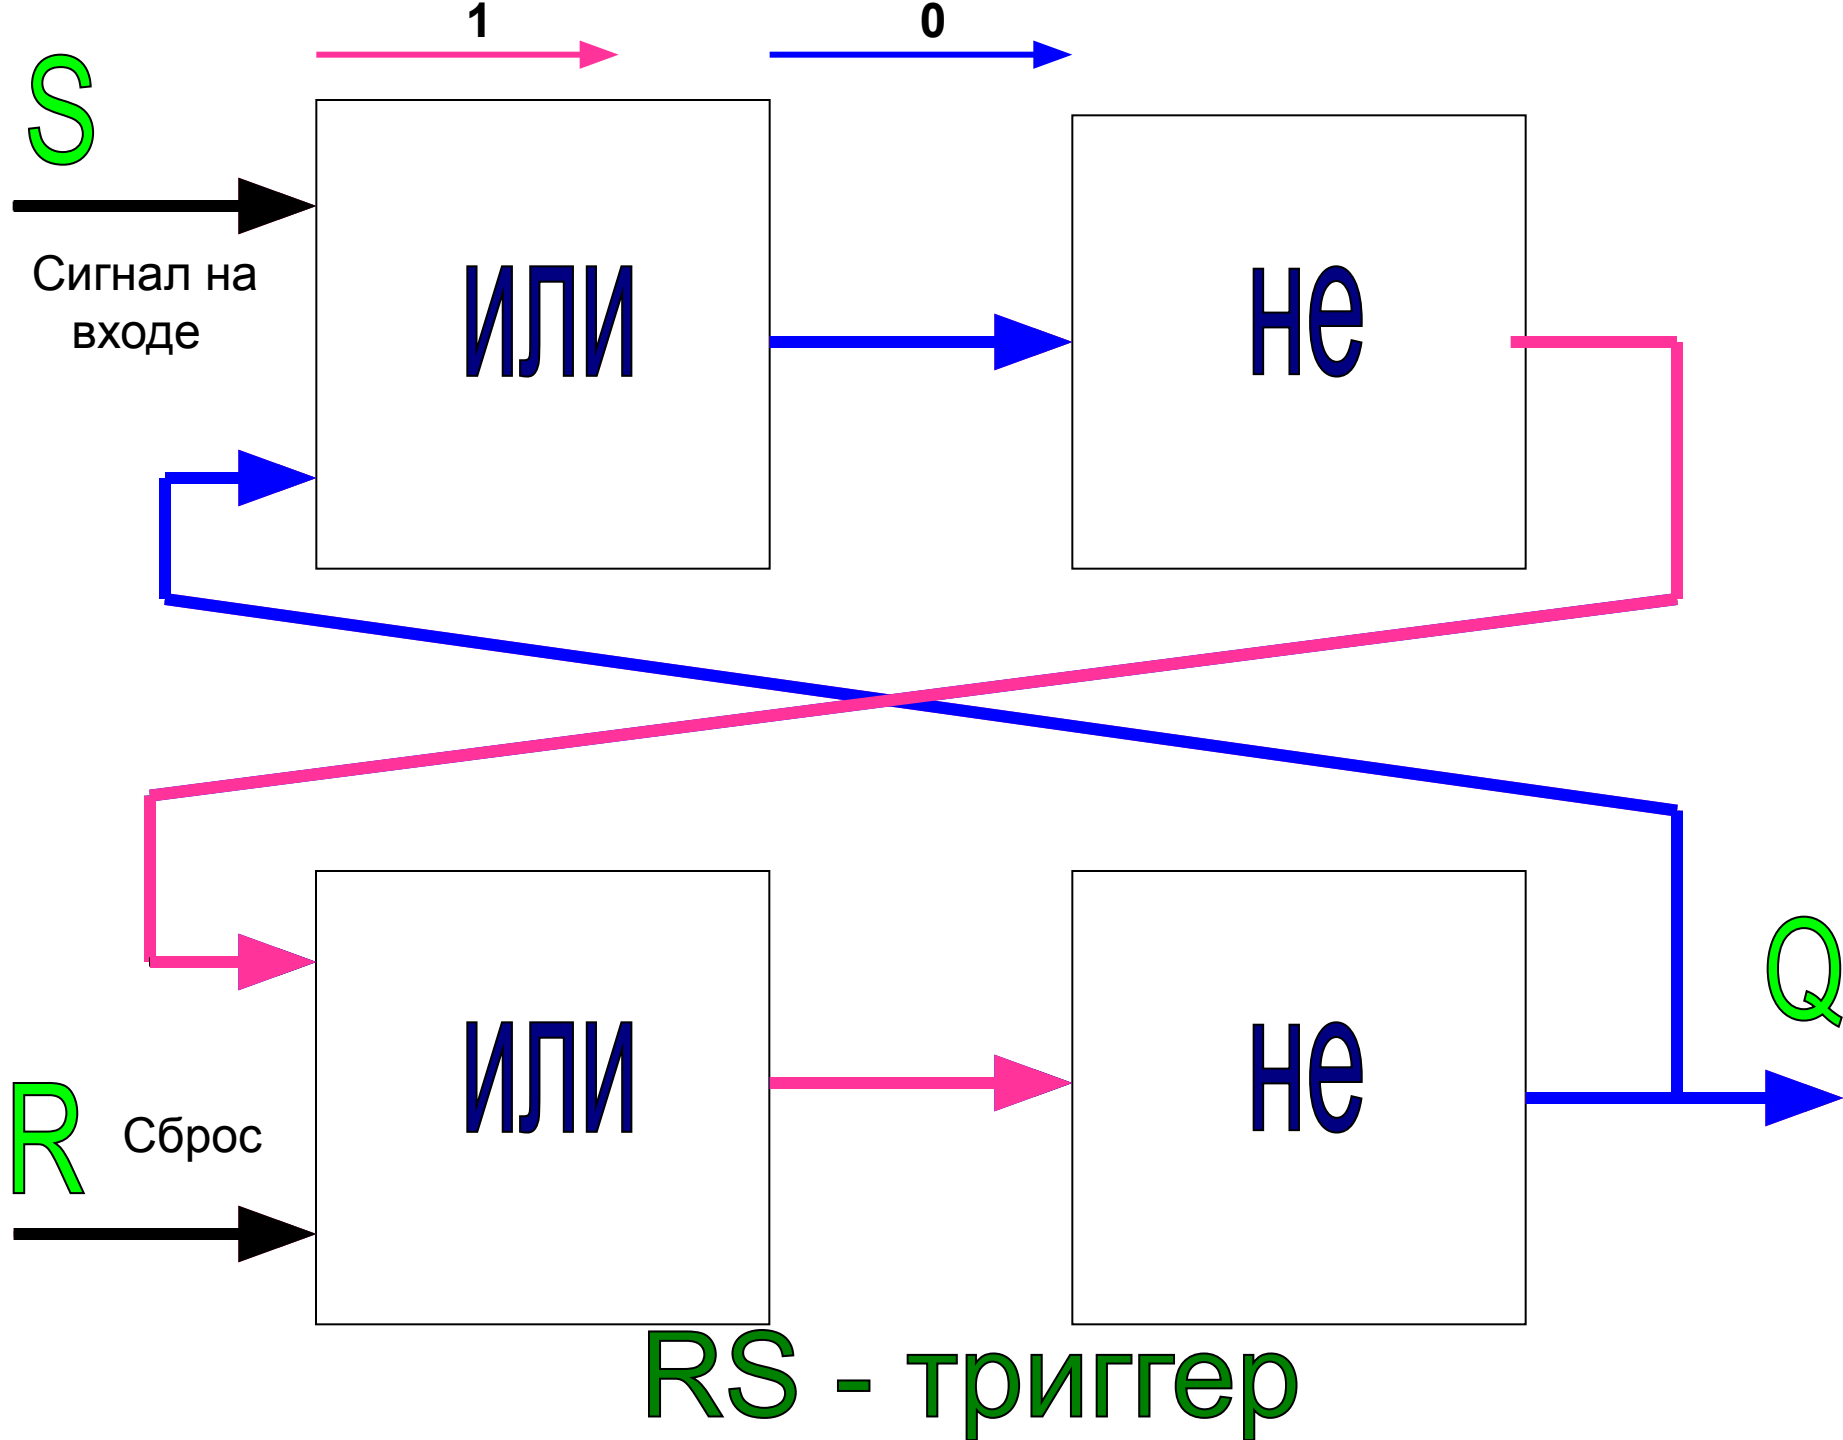 1
0
S
Сигнал на
входе
или
не
Q
R
Сброс
или
не
RS - триггер